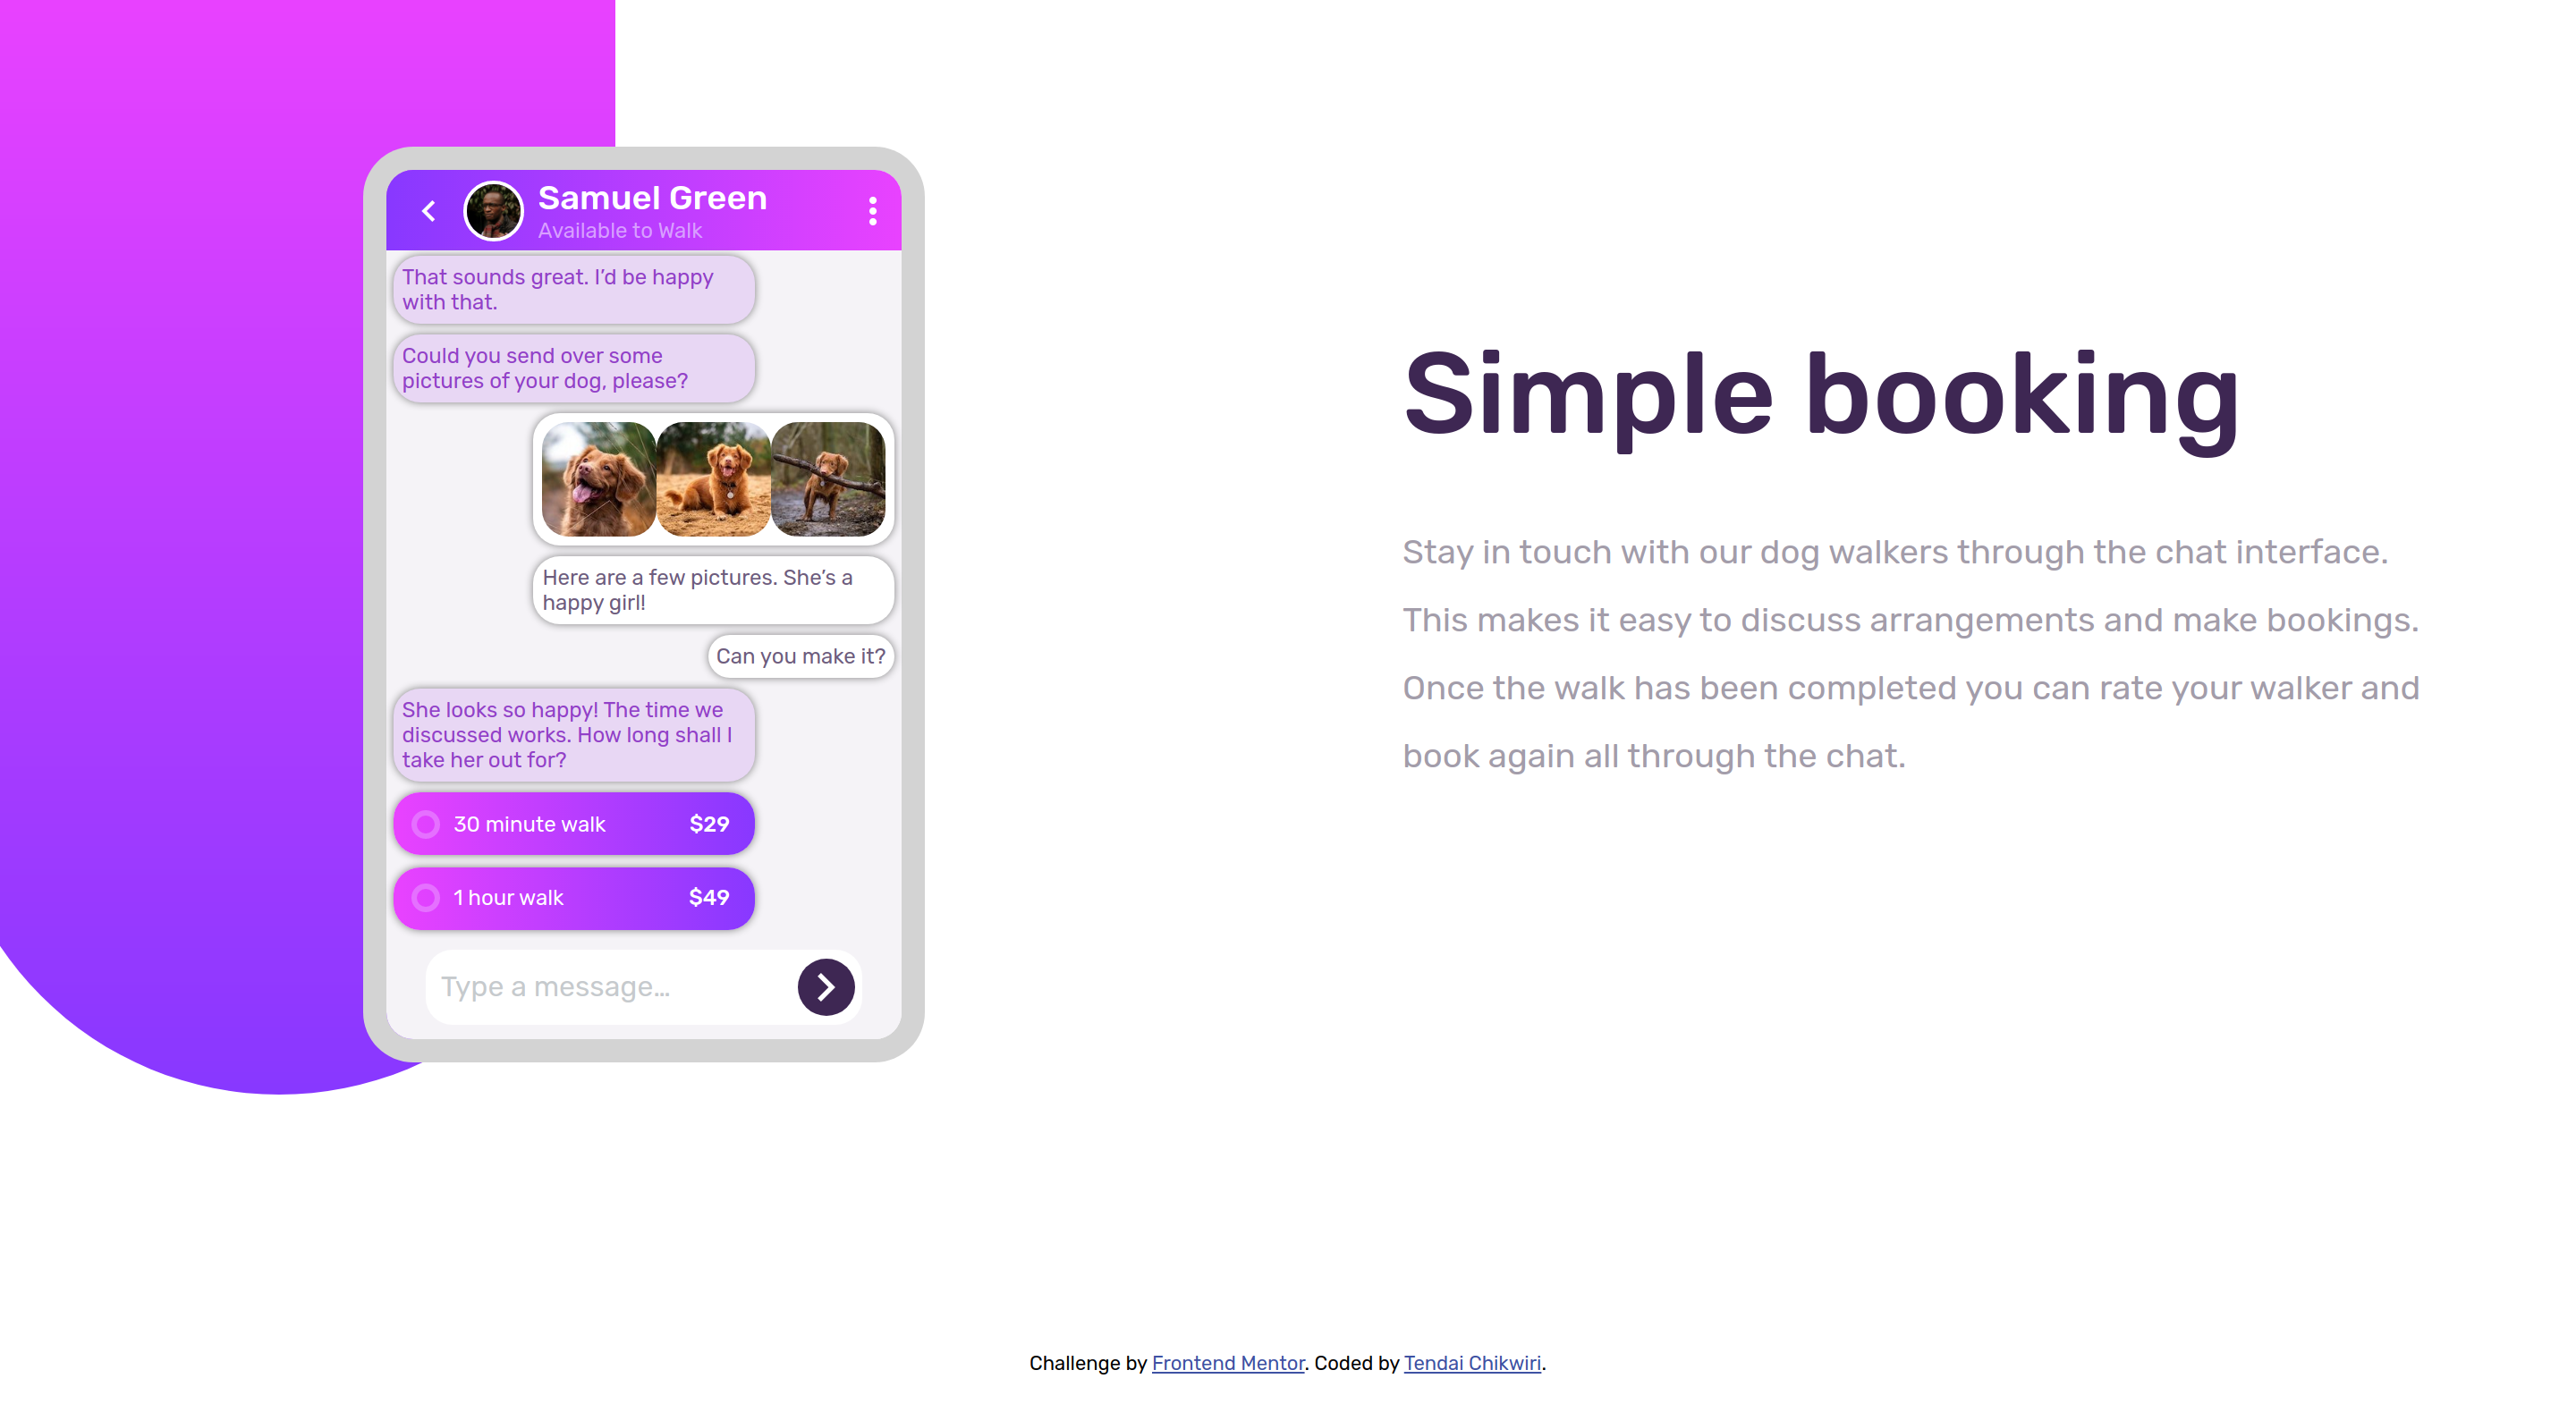 Samuel Green
Available to Walk
That sounds great. I’d be happy
with that.
Could you send over some
pictures of your dog, please?
Here are a few pictures. She’s a
happy girl!
Can you make it?
She looks so happy! The time we
discussed works. How long shall I
take her out for?
30 minute walk $29
1 hour walk $49
Type a message...
Simple booking
Stay in touch with our dog walkers through the chat interface.
This makes it easy to discuss arrangements and make bookings.
Once the walk has been completed you can rate your walker and
book again all through the chat.
Challenge by Frontend Mentor. Coded by Tendai Chikwiri.